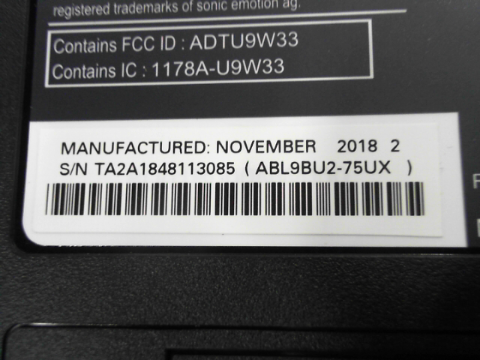 registered trademarks of sonic emotion ag.
Contains FCC ID : ADTU9W33
Contains IC : 1178A-U9W33
MANUFACTURED: NOVEMBER 2018 2
S/N TA2A1848113085 ( ABL9BU2-75UX )